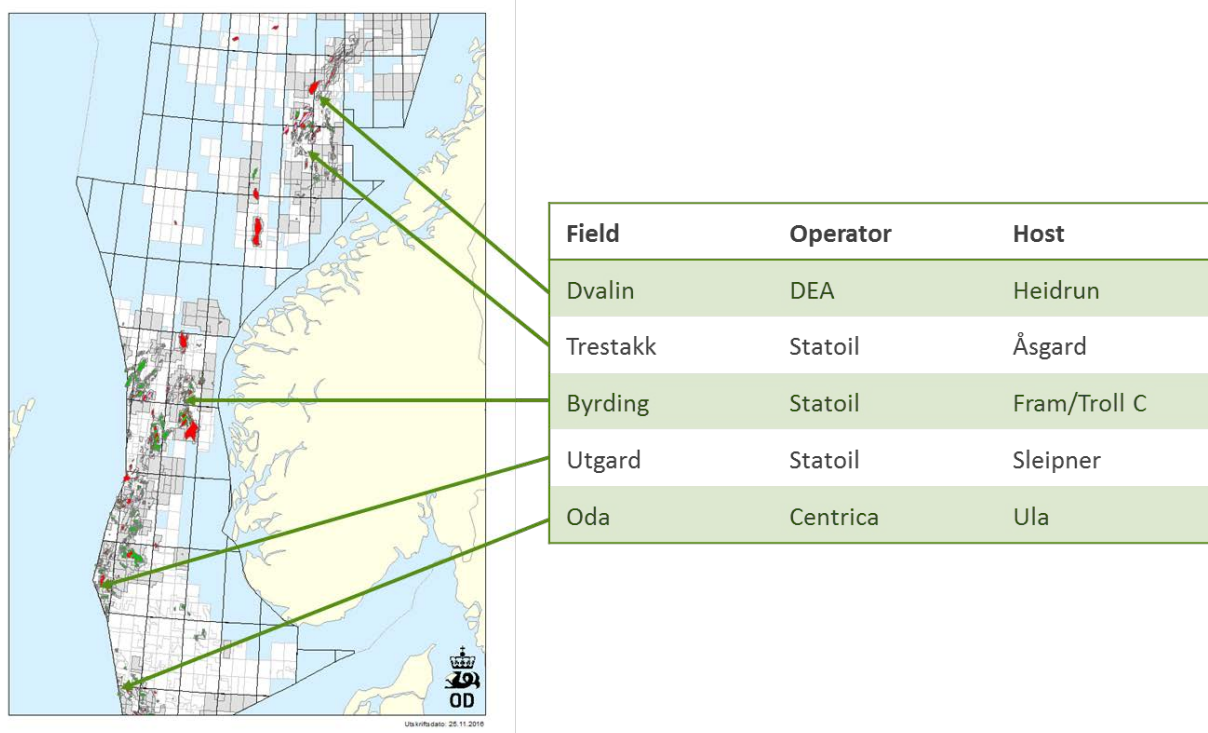 Field Operator Host
Dvalin DEA Heidrun
Trestakk Statoil Åsgard
Byrding Statoil Fram/Troll C
Utgard Statoil Sleipner
Oda Centrica Ula
OD
Utskriftsdato: 25.11.2016